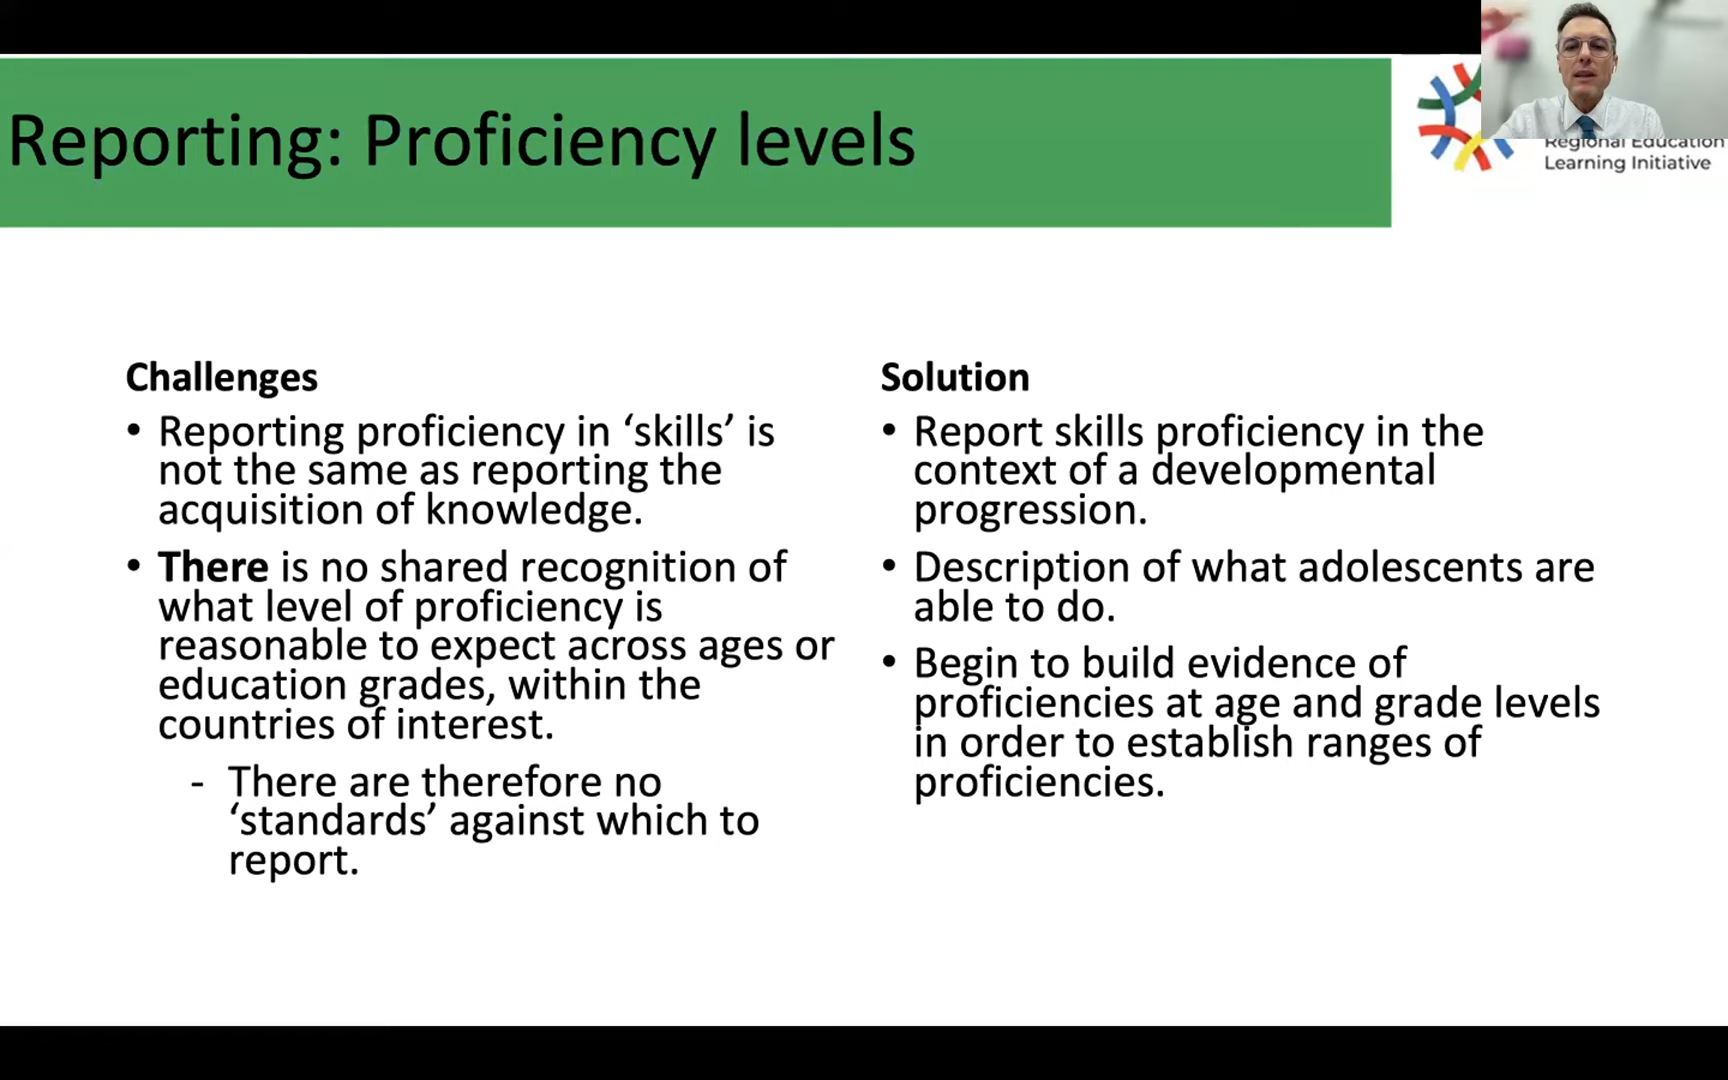 Reporting: Proficiency levels
Regional Education
Learning Initiative
Challenges
• Reporting proficiency in ‘skills’ is
not the same as reporting the
acquisition of knowledge.
• There is no shared recognition of
what level of proficiency is
reasonable to expect across ages or
education grades, within the
countries of interest.
- There are therefore no
‘standards’ against which to
report.
Solution
• Report skills proficiency in the
context of a developmental
progression.
• Description of what adolescents are
able to do.
• Begin to build evidence of
proficiencies at age and grade levels
in order to establish ranges of
proficiencies.